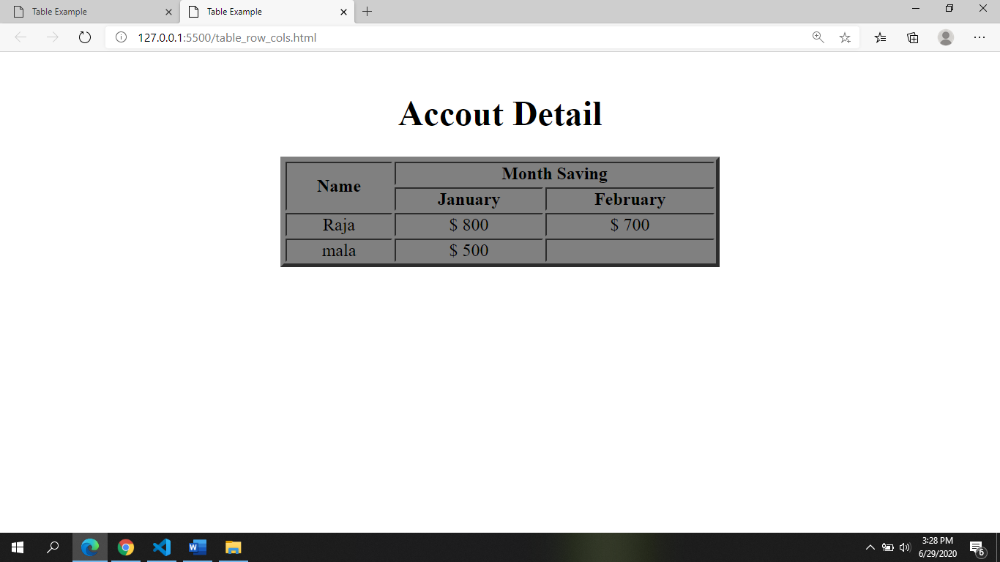 Table Example
Table Example
127.0.0.1:5500/table_row_cols.html
Accout Detail
Name
Month Saving
January
February
Raja
$ 800
$ 700
mala
$ 500
3:28 PM
6/29/2020
6